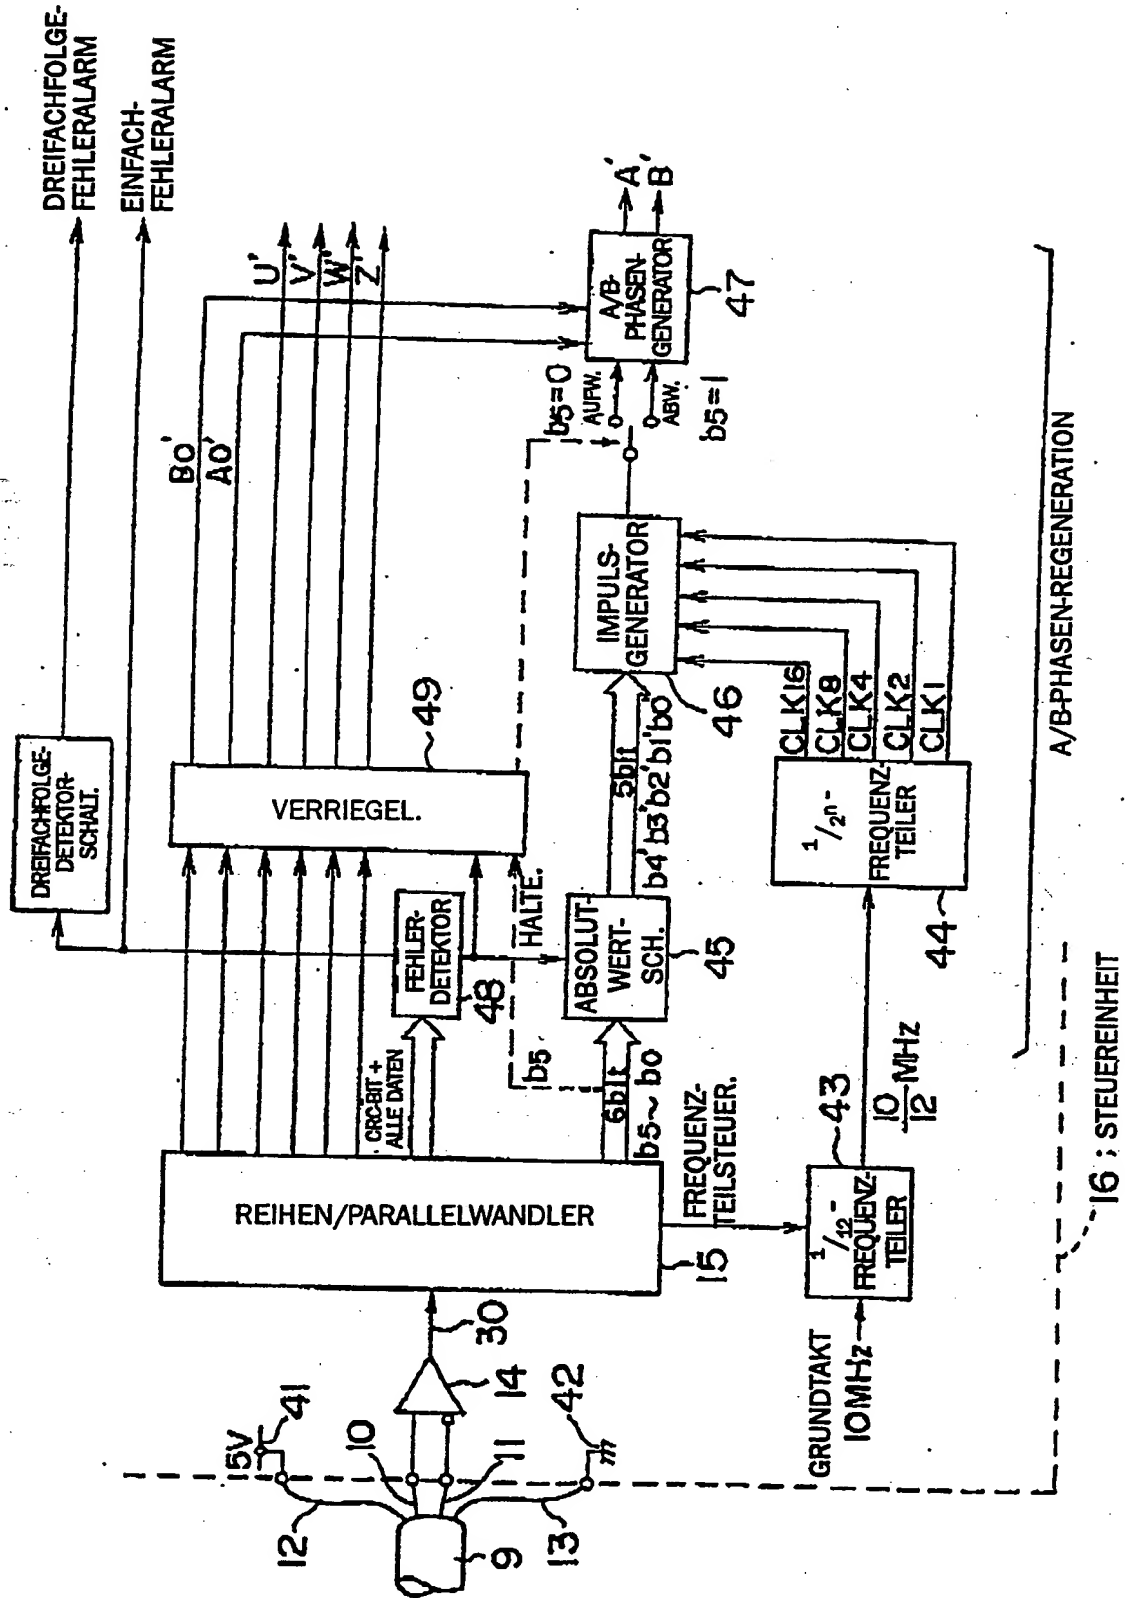 DREIFACHFOLGE-
FEHLERALARM
EINFACH-
FEHLERALARM
DREIFACHFOLGE-
DETEKTOR-
SCHALT.
U'
V'
W'
Z'
B0'
A0'
49
VERRIEGEL.
HALTE.
FEHLER-
DETEKTOR
48
CRC-BIT +
ALLE DATEN
b5
REIHEN/PARALLELWANDLER
15
30
14
5V
41
10
11
12
13
9
42
6bit
b5~b0
ABSOLUT-
WERT-
SCH.
45
5bit
b4'b3'b2'b1'b0
IMPULS-
GENERATOR
46
b5=0
AUFW.
ABW.
b5=1
A/B-
PHASEN-
GENERATOR
47
A'
B'
FREQUENZ-
TEILSTEUER.
GRUNDTAKT
10MHz
1/12-
FREQUENZ-
TEILER
43
10/12 MHz
1/2n-
FREQUENZ-
TEILER
44
CLK16
CLK8
CLK4
CLK2
CLK1
A/B-PHASEN-REGENERATION
16 ; STEUEREINHEIT